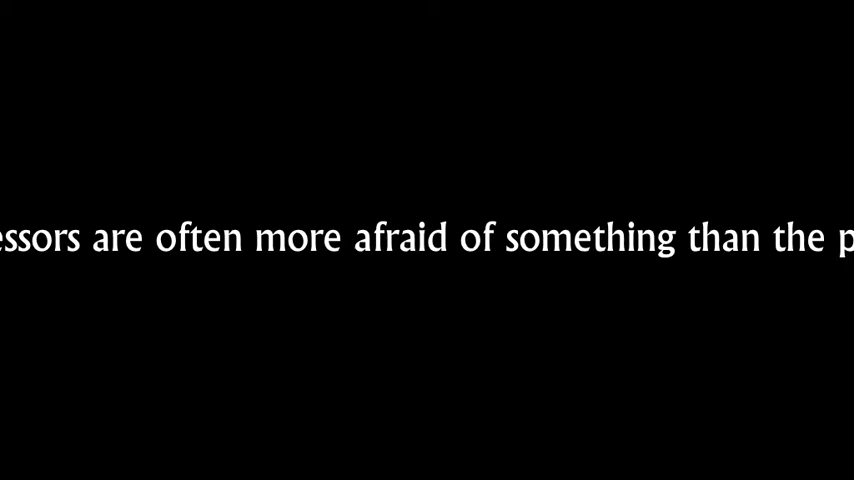 essors are often more afraid of something than the p